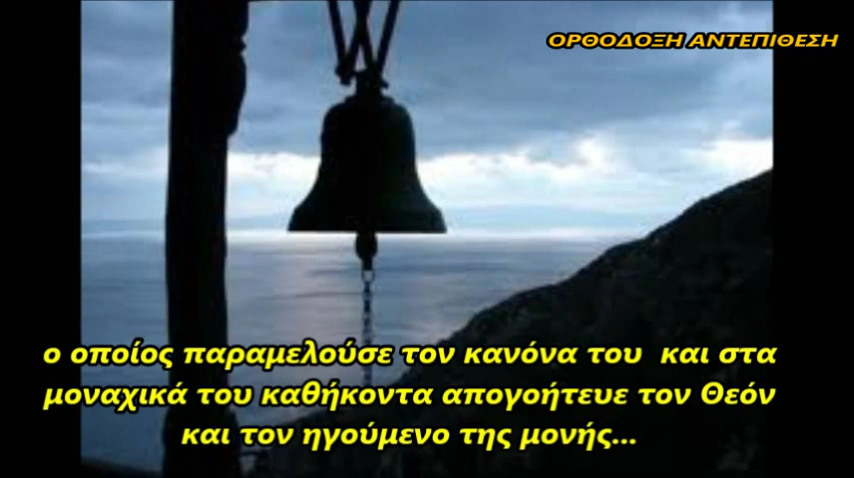 ΟΡΘΟΔΟΞΗ ΑΝΤΕΠΙΘΕΣΗ
ο οποίος παραμελούσε τον κανόνα του και στα
μοναχικά του καθήκοντα απογοήτευε τον Θεόν
και τον ηγούμενο της μονής...